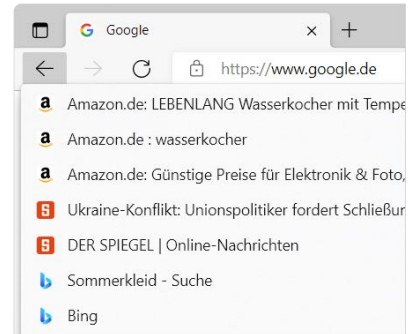 Google
https://www.google.de
Amazon.de: LEBENLANG Wasserkocher mit Tempe
Amazon.de : wasserkocher
Amazon.de: Günstige Preise für Elektronik & Foto,
Ukraine-Konflikt: Unionspolitiker fordert Schließur
DER SPIEGEL | Online-Nachrichten
Sommerkleid - Suche
Bing